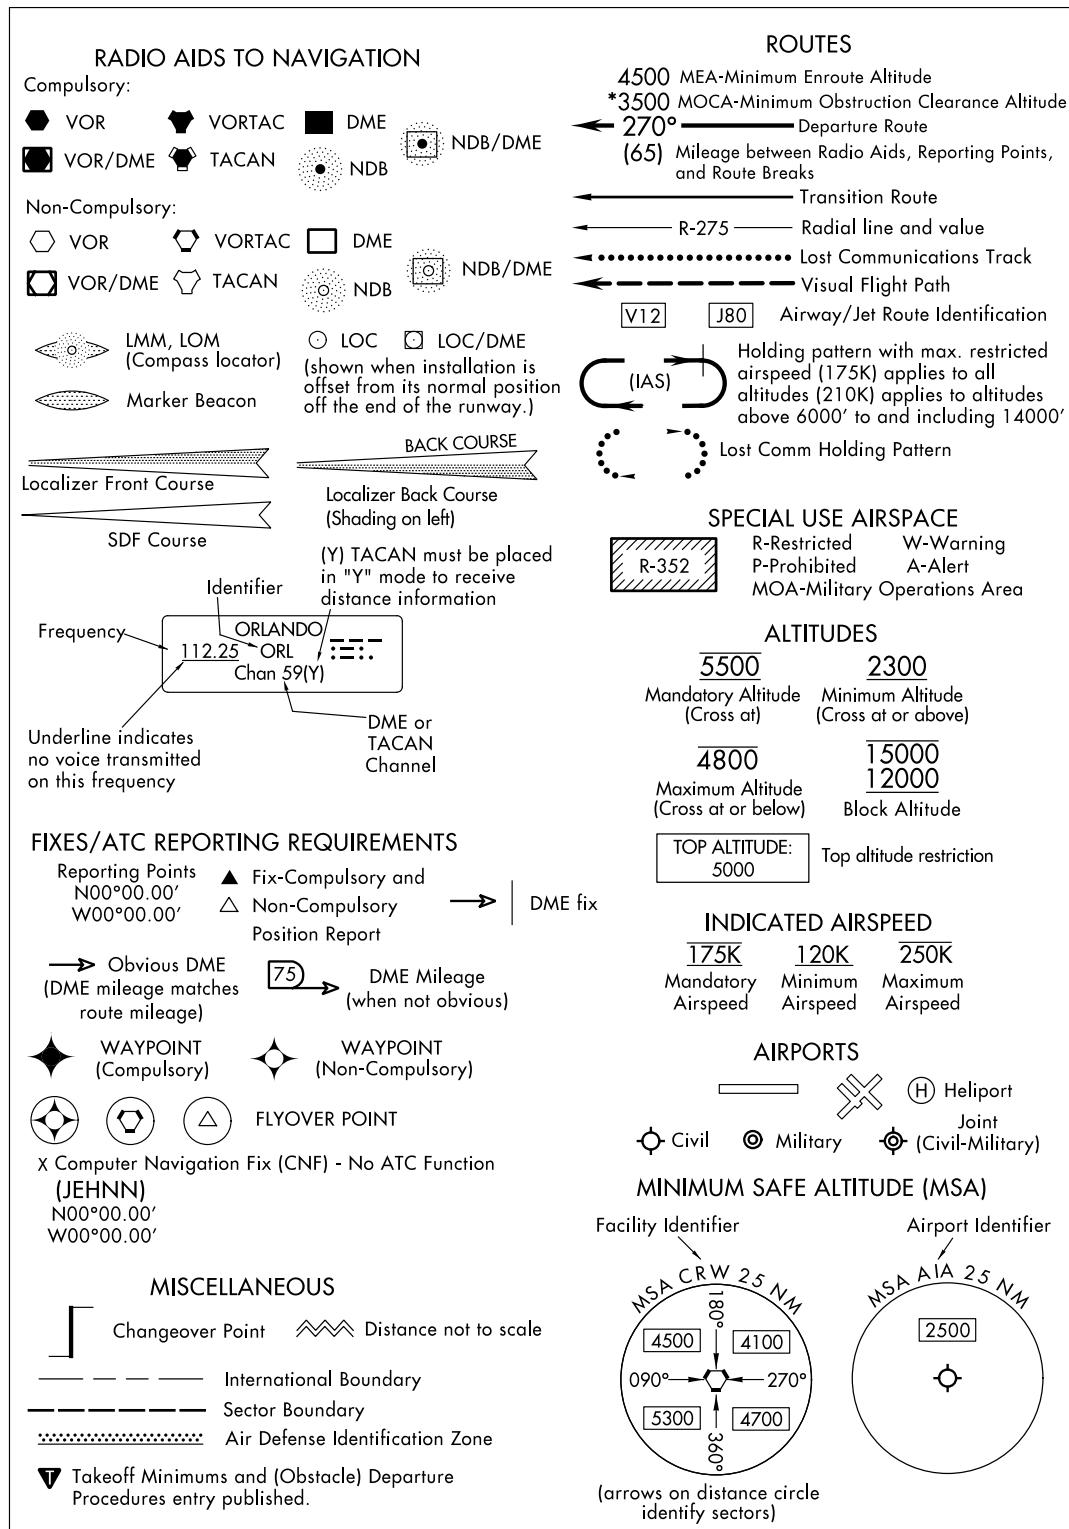 RADIO AIDS TO NAVIGATION
Compulsory:
VOR
VORTAC
DME
NDB/DME
VOR/DME
TACAN
NDB
Non-Compulsory:
VOR
VORTAC
DME
NDB/DME
VOR/DME
TACAN
NDB
LMM, LOM
(Compass locator)
LOC
LOC/DME
(shown when installation is
offset from its normal position
off the end of the runway.)
Marker Beacon
Localizer Front Course
BACK COURSE
Localizer Back Course
(Shading on left)
SDF Course
(Y) TACAN must be placed
in "Y" mode to receive
distance information
Identifier
Frequency
ORLANDO
112.25 ORL
Chan 59(Y)
Underline indicates
no voice transmitted
on this frequency
DME or
TACAN
Channel
FIXES/ATC REPORTING REQUIREMENTS
Reporting Points
N00°00.00'
W00°00.00'
Fix-Compulsory and
Non-Compulsory
Position Report
DME fix
Obvious DME
(DME mileage matches
route mileage)
75
DME Mileage
(when not obvious)
WAYPOINT
(Compulsory)
WAYPOINT
(Non-Compulsory)
FLYOVER POINT
X Computer Navigation Fix (CNF) - No ATC Function
(JEHNN)
N00°00.00'
W00°00.00'
MISCELLANEOUS
Changeover Point
Distance not to scale
International Boundary
Sector Boundary
Air Defense Identification Zone
T Takeoff Minimums and (Obstacle) Departure
Procedures entry published.
ROUTES
4500 MEA-Minimum Enroute Altitude
*3500 MOCA-Minimum Obstruction Clearance Altitude
270° Departure Route
(65) Mileage between Radio Aids, Reporting Points,
and Route Breaks
Transition Route
R-275 Radial line and value
Lost Communications Track
Visual Flight Path
V12 J80 Airway/Jet Route Identification
(IAS)
Holding pattern with max. restricted
airspeed (175K) applies to all
altitudes (210K) applies to altitudes
above 6000' to and including 14000'
Lost Comm Holding Pattern
SPECIAL USE AIRSPACE
R-352
R-Restricted W-Warning
P-Prohibited A-Alert
MOA-Military Operations Area
ALTITUDES
5500
Mandatory Altitude
(Cross at)
2300
Minimum Altitude
(Cross at or above)
4800
Maximum Altitude
(Cross at or below)
15000
12000
Block Altitude
TOP ALTITUDE:
5000
Top altitude restriction
INDICATED AIRSPEED
175K
Mandatory
Airspeed
120K
Minimum
Airspeed
250K
Maximum
Airspeed
AIRPORTS
H Heliport
Civil
Military
Joint
(Civil-Military)
MINIMUM SAFE ALTITUDE (MSA)
Facility Identifier
MSA CRW 25 NM
180°
4500
4100
090°
270°
5300
4700
360°
(arrows on distance circle
identify sectors)
Airport Identifier
MSA AIA 25 NM
2500